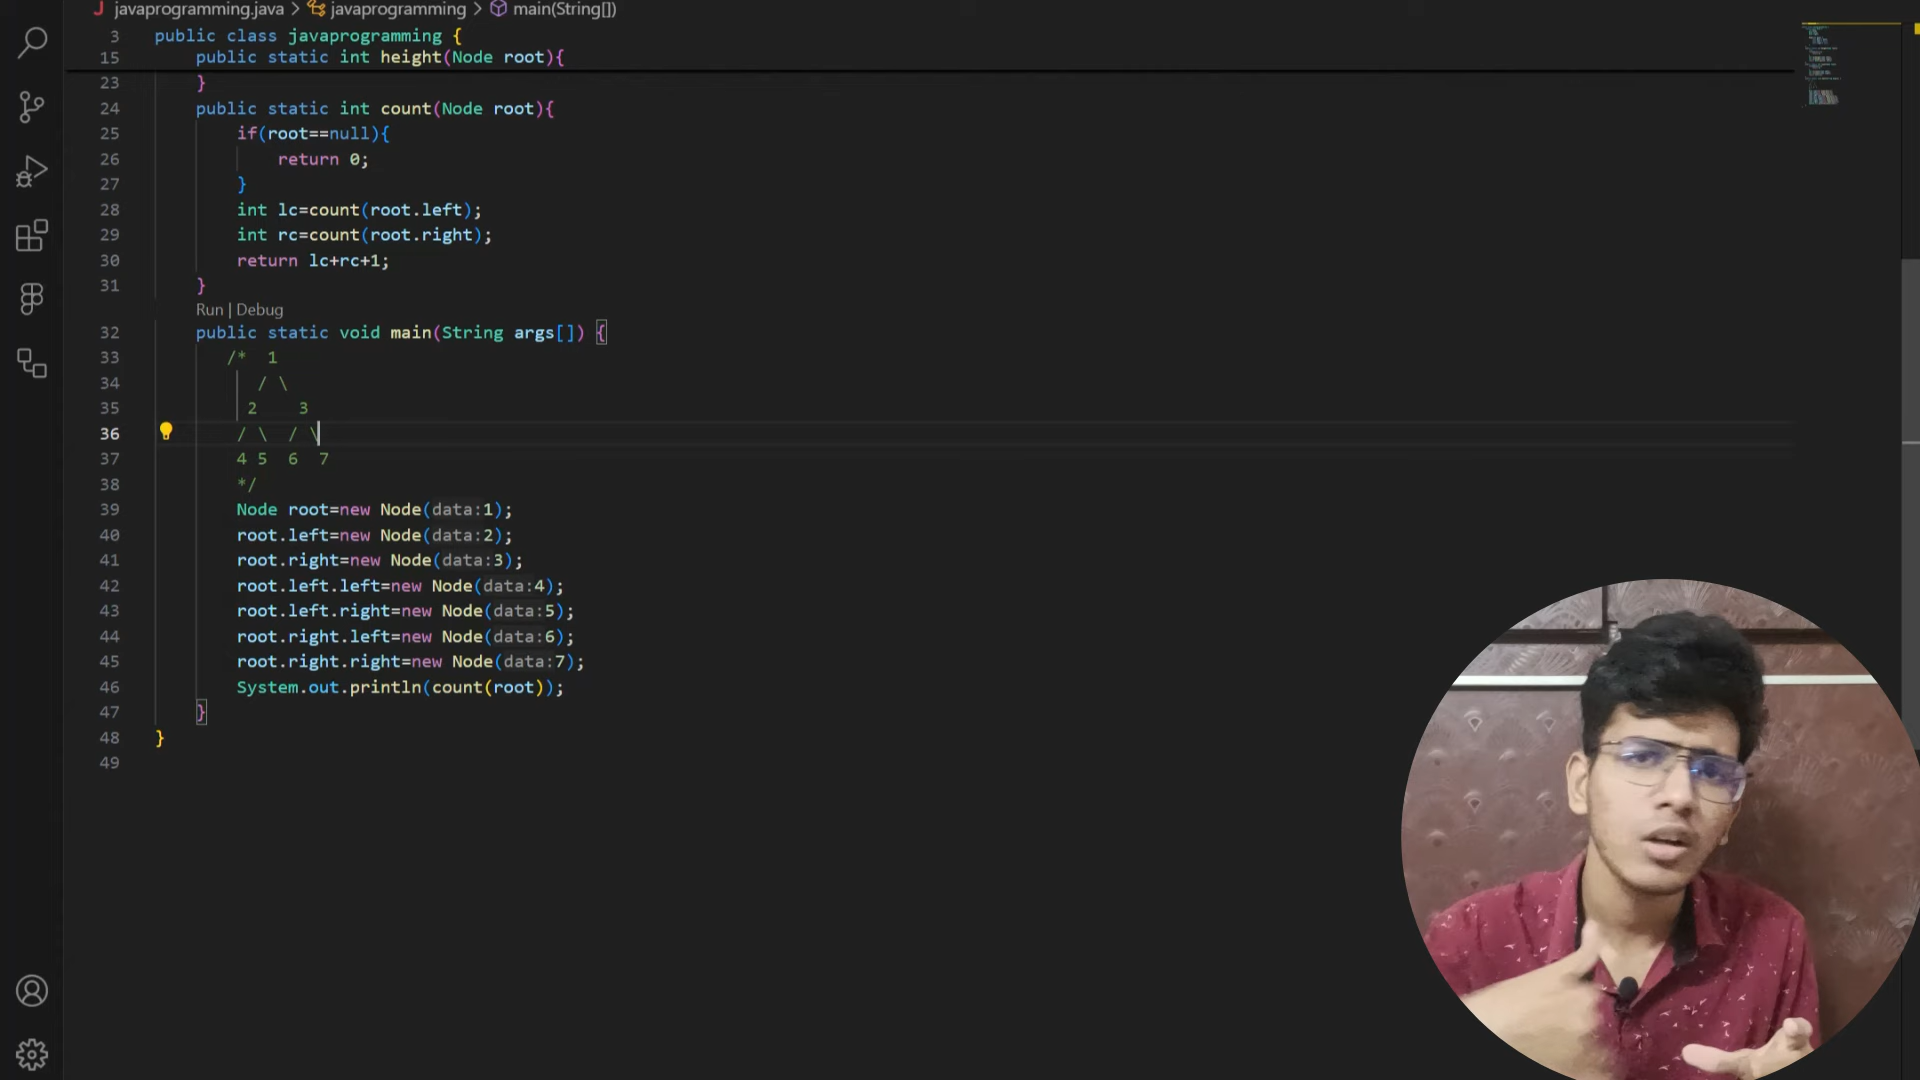 javaprogramming.java > javaprogramming > main(String[])
3 public class javaprogramming {
15 public static int height(Node root){
23 }
24 public static int count(Node root){
25 if(root==null){
26 return 0;
27 }
28 int lc=count(root.left);
29 int rc=count(root.right);
30 return lc+rc+1;
31 }
Run | Debug
32 public static void main(String args[]) {
33 /* 1
34 / \
35 2 3
36 / \ / \
37 4 5 6 7
38 */
39 Node root=new Node(data:1);
40 root.left=new Node(data:2);
41 root.right=new Node(data:3);
42 root.left.left=new Node(data:4);
43 root.left.right=new Node(data:5);
44 root.right.left=new Node(data:6);
45 root.right.right=new Node(data:7);
46 System.out.println(count(root));
47 }
48 }
49